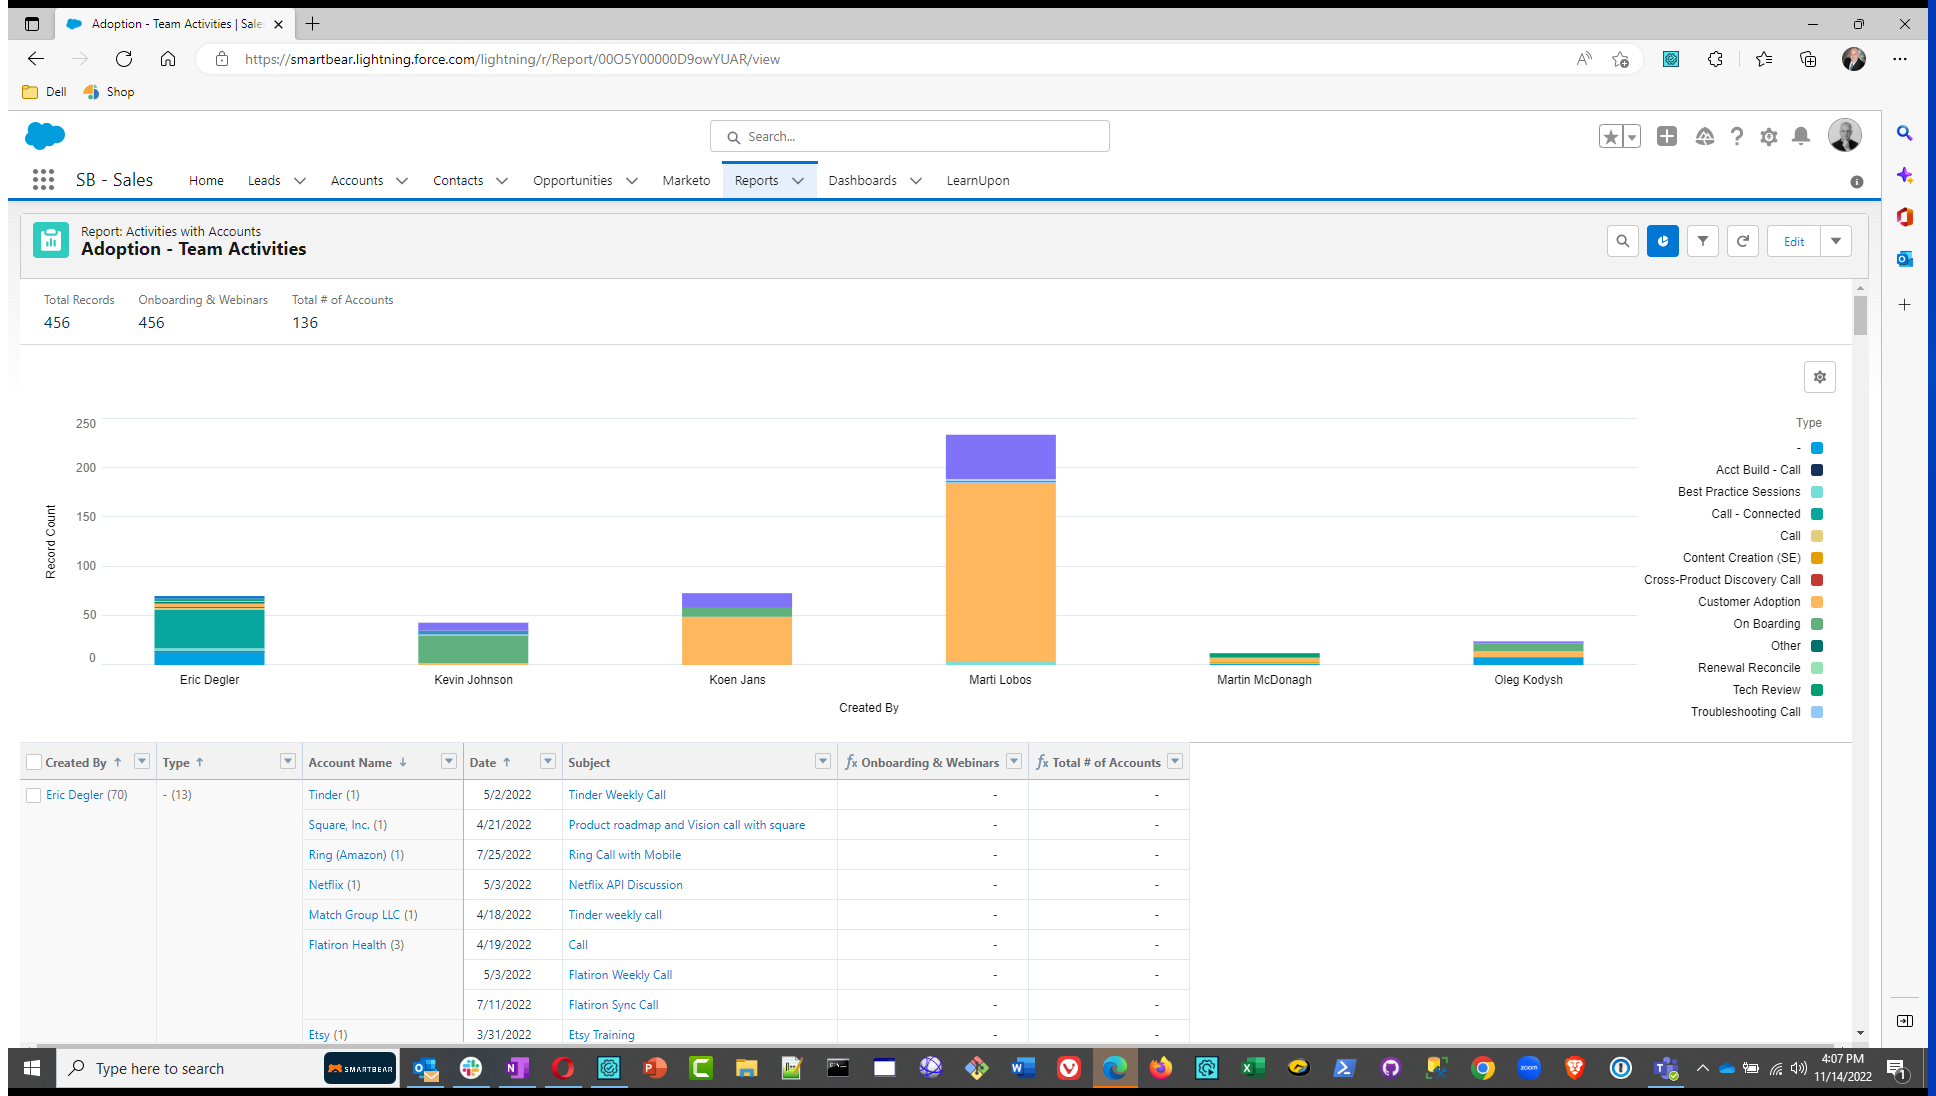 Adoption - Team Activities | Sale
https://smartbear.lightning.force.com/lightning/r/Report/00O5Y00000D9owYUAR/view
Dell
Shop
Search...
SB - Sales
Home
Leads
Accounts
Contacts
Opportunities
Marketo
Reports
Dashboards
LearnUpon
Report: Activities with Accounts
Adoption - Team Activities
Edit
Total Records
Onboarding & Webinars
Total # of Accounts
456
456
136
250
200
150
100
50
0
Record Count
Eric Degler
Kevin Johnson
Koen Jans
Marti Lobos
Martin McDonagh
Oleg Kodysh
Created By
Type
-
Acct Build - Call
Best Practice Sessions
Call - Connected
Call
Content Creation (SE)
Cross-Product Discovery Call
Customer Adoption
On Boarding
Other
Renewal Reconcile
Tech Review
Troubleshooting Call
Created By ↑ Type ↑ Account Name ↓ Date ↑ Subject fx Onboarding & Webinars fx Total # of Accounts
Eric Degler (70) - (13) Tinder (1) 5/2/2022 Tinder Weekly Call - -
Square, Inc. (1) 4/21/2022 Product roadmap and Vision call with square - -
Ring (Amazon) (1) 7/25/2022 Ring Call with Mobile - -
Netflix (1) 5/3/2022 Netflix API Discussion - -
Match Group LLC (1) 4/18/2022 Tinder weekly call - -
Flatiron Health (3) 4/19/2022 Call - -
5/3/2022 Flatiron Weekly Call - -
7/11/2022 Flatiron Sync Call - -
Etsy (1) 3/31/2022 Etsy Training - -
Type here to search
SMARTBEAR
zoom
4:07 PM
11/14/2022
1